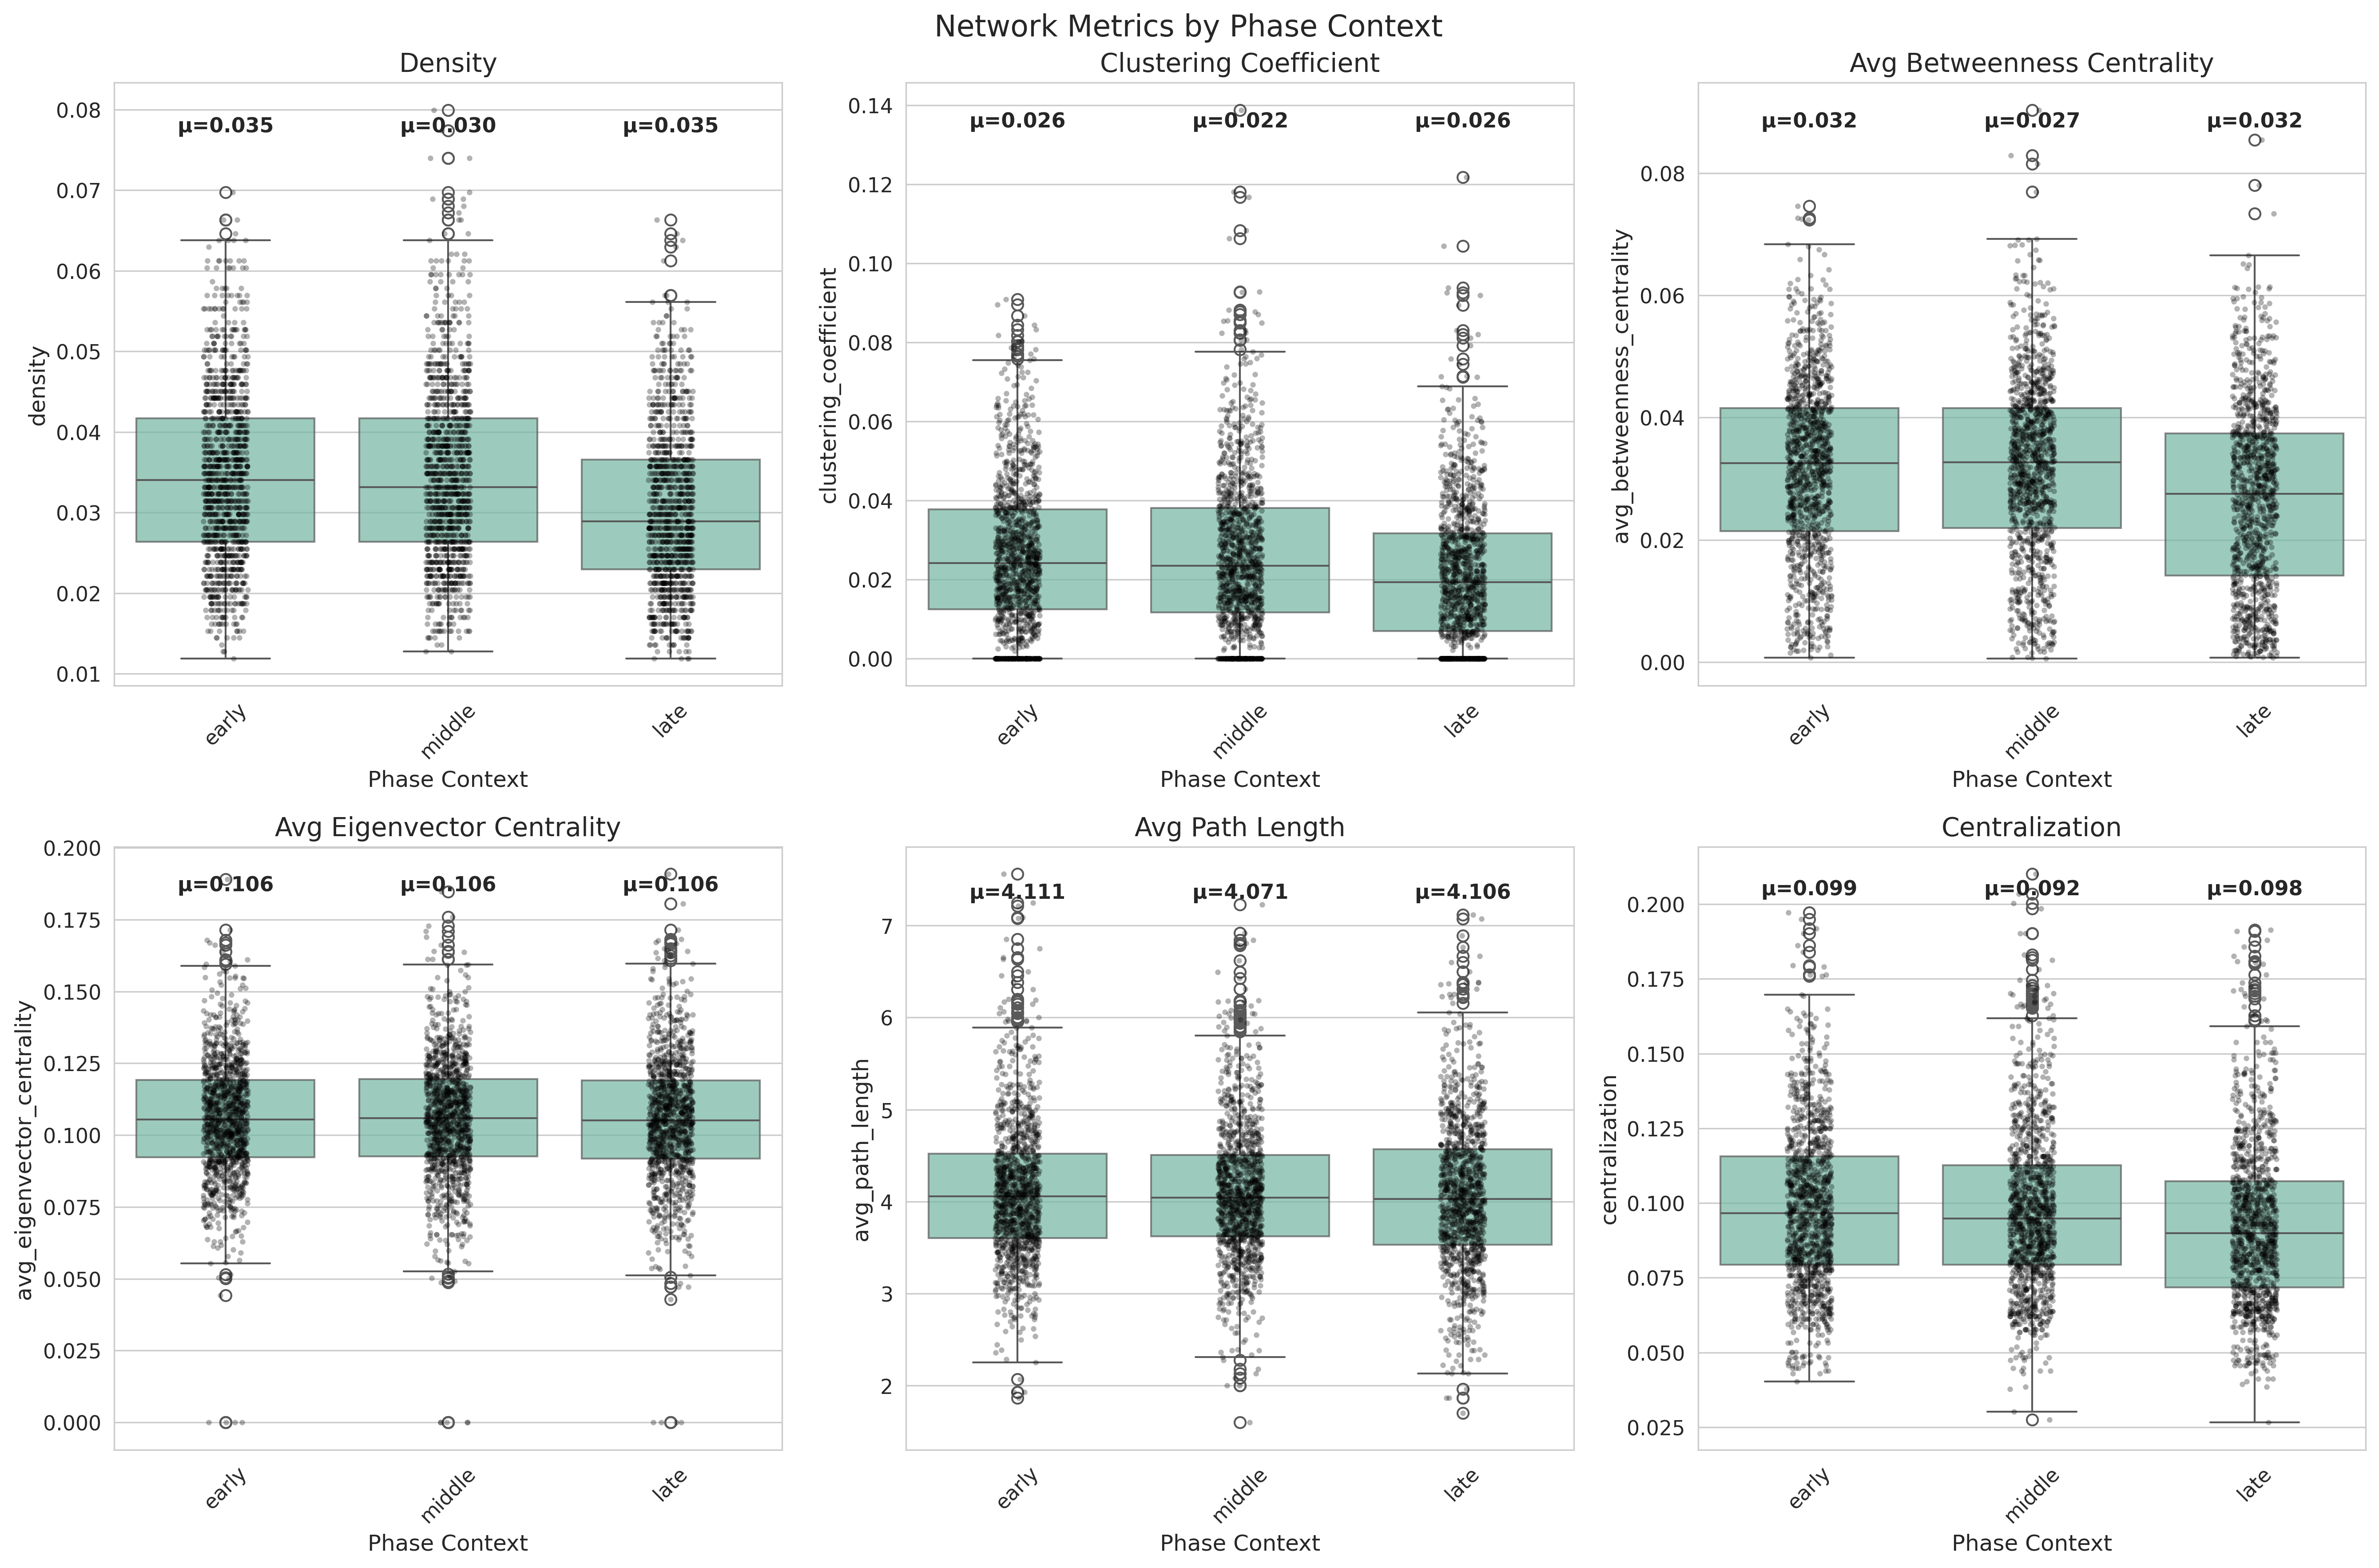 Network Metrics by Phase Context
Density
density
0.08
0.07
0.06
0.05
0.04
0.03
0.02
0.01
μ=0.035
μ=0.030
μ=0.035
early
middle
late
Phase Context
Clustering Coefficient
clustering_coefficient
0.14
0.12
0.10
0.08
0.06
0.04
0.02
0.00
μ=0.026
μ=0.022
μ=0.026
early
middle
late
Phase Context
Avg Betweenness Centrality
avg_betweenness_centrality
0.08
0.06
0.04
0.02
0.00
μ=0.032
μ=0.027
μ=0.032
early
middle
late
Phase Context
Avg Eigenvector Centrality
avg_eigenvector_centrality
0.200
0.175
0.150
0.125
0.100
0.075
0.050
0.025
0.000
μ=0.106
μ=0.106
μ=0.106
early
middle
late
Phase Context
Avg Path Length
avg_path_length
7
6
5
4
3
2
μ=4.111
μ=4.071
μ=4.106
early
middle
late
Phase Context
Centralization
centralization
0.200
0.175
0.150
0.125
0.100
0.075
0.050
0.025
μ=0.099
μ=0.092
μ=0.098
early
middle
late
Phase Context